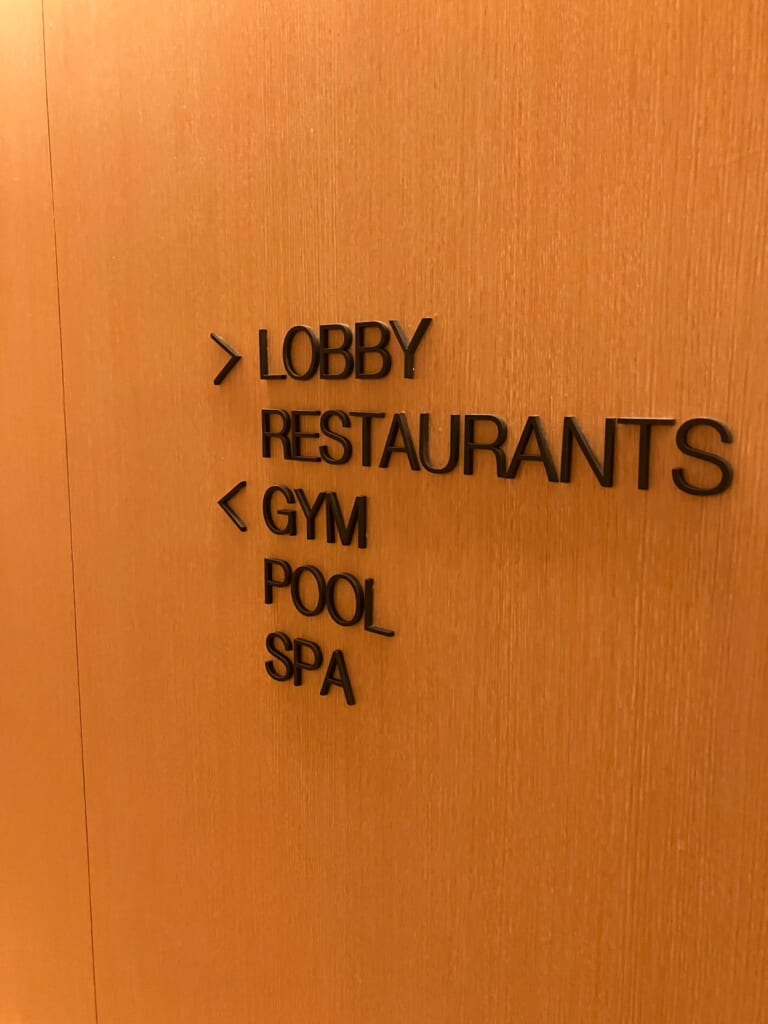 > LOBBY
RESTAURANTS
< GYM
POOL
SPA